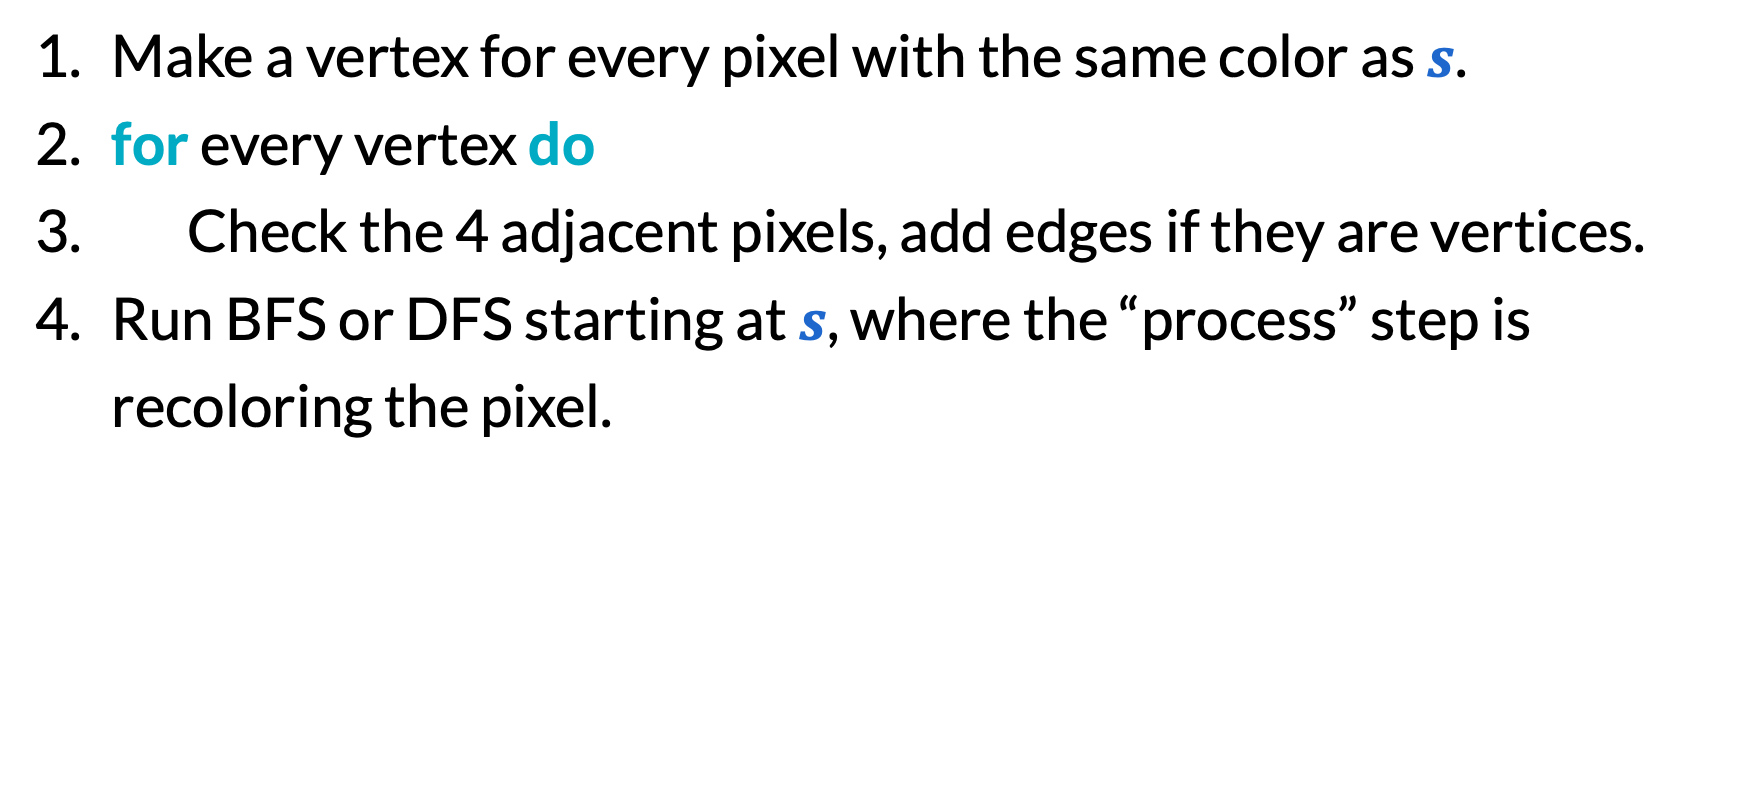 1. Make a vertex for every pixel with the same color as s.
2. for every vertex do
3. Check the 4 adjacent pixels, add edges if they are vertices.
4. Run BFS or DFS starting at s, where the “process” step is
recoloring the pixel.